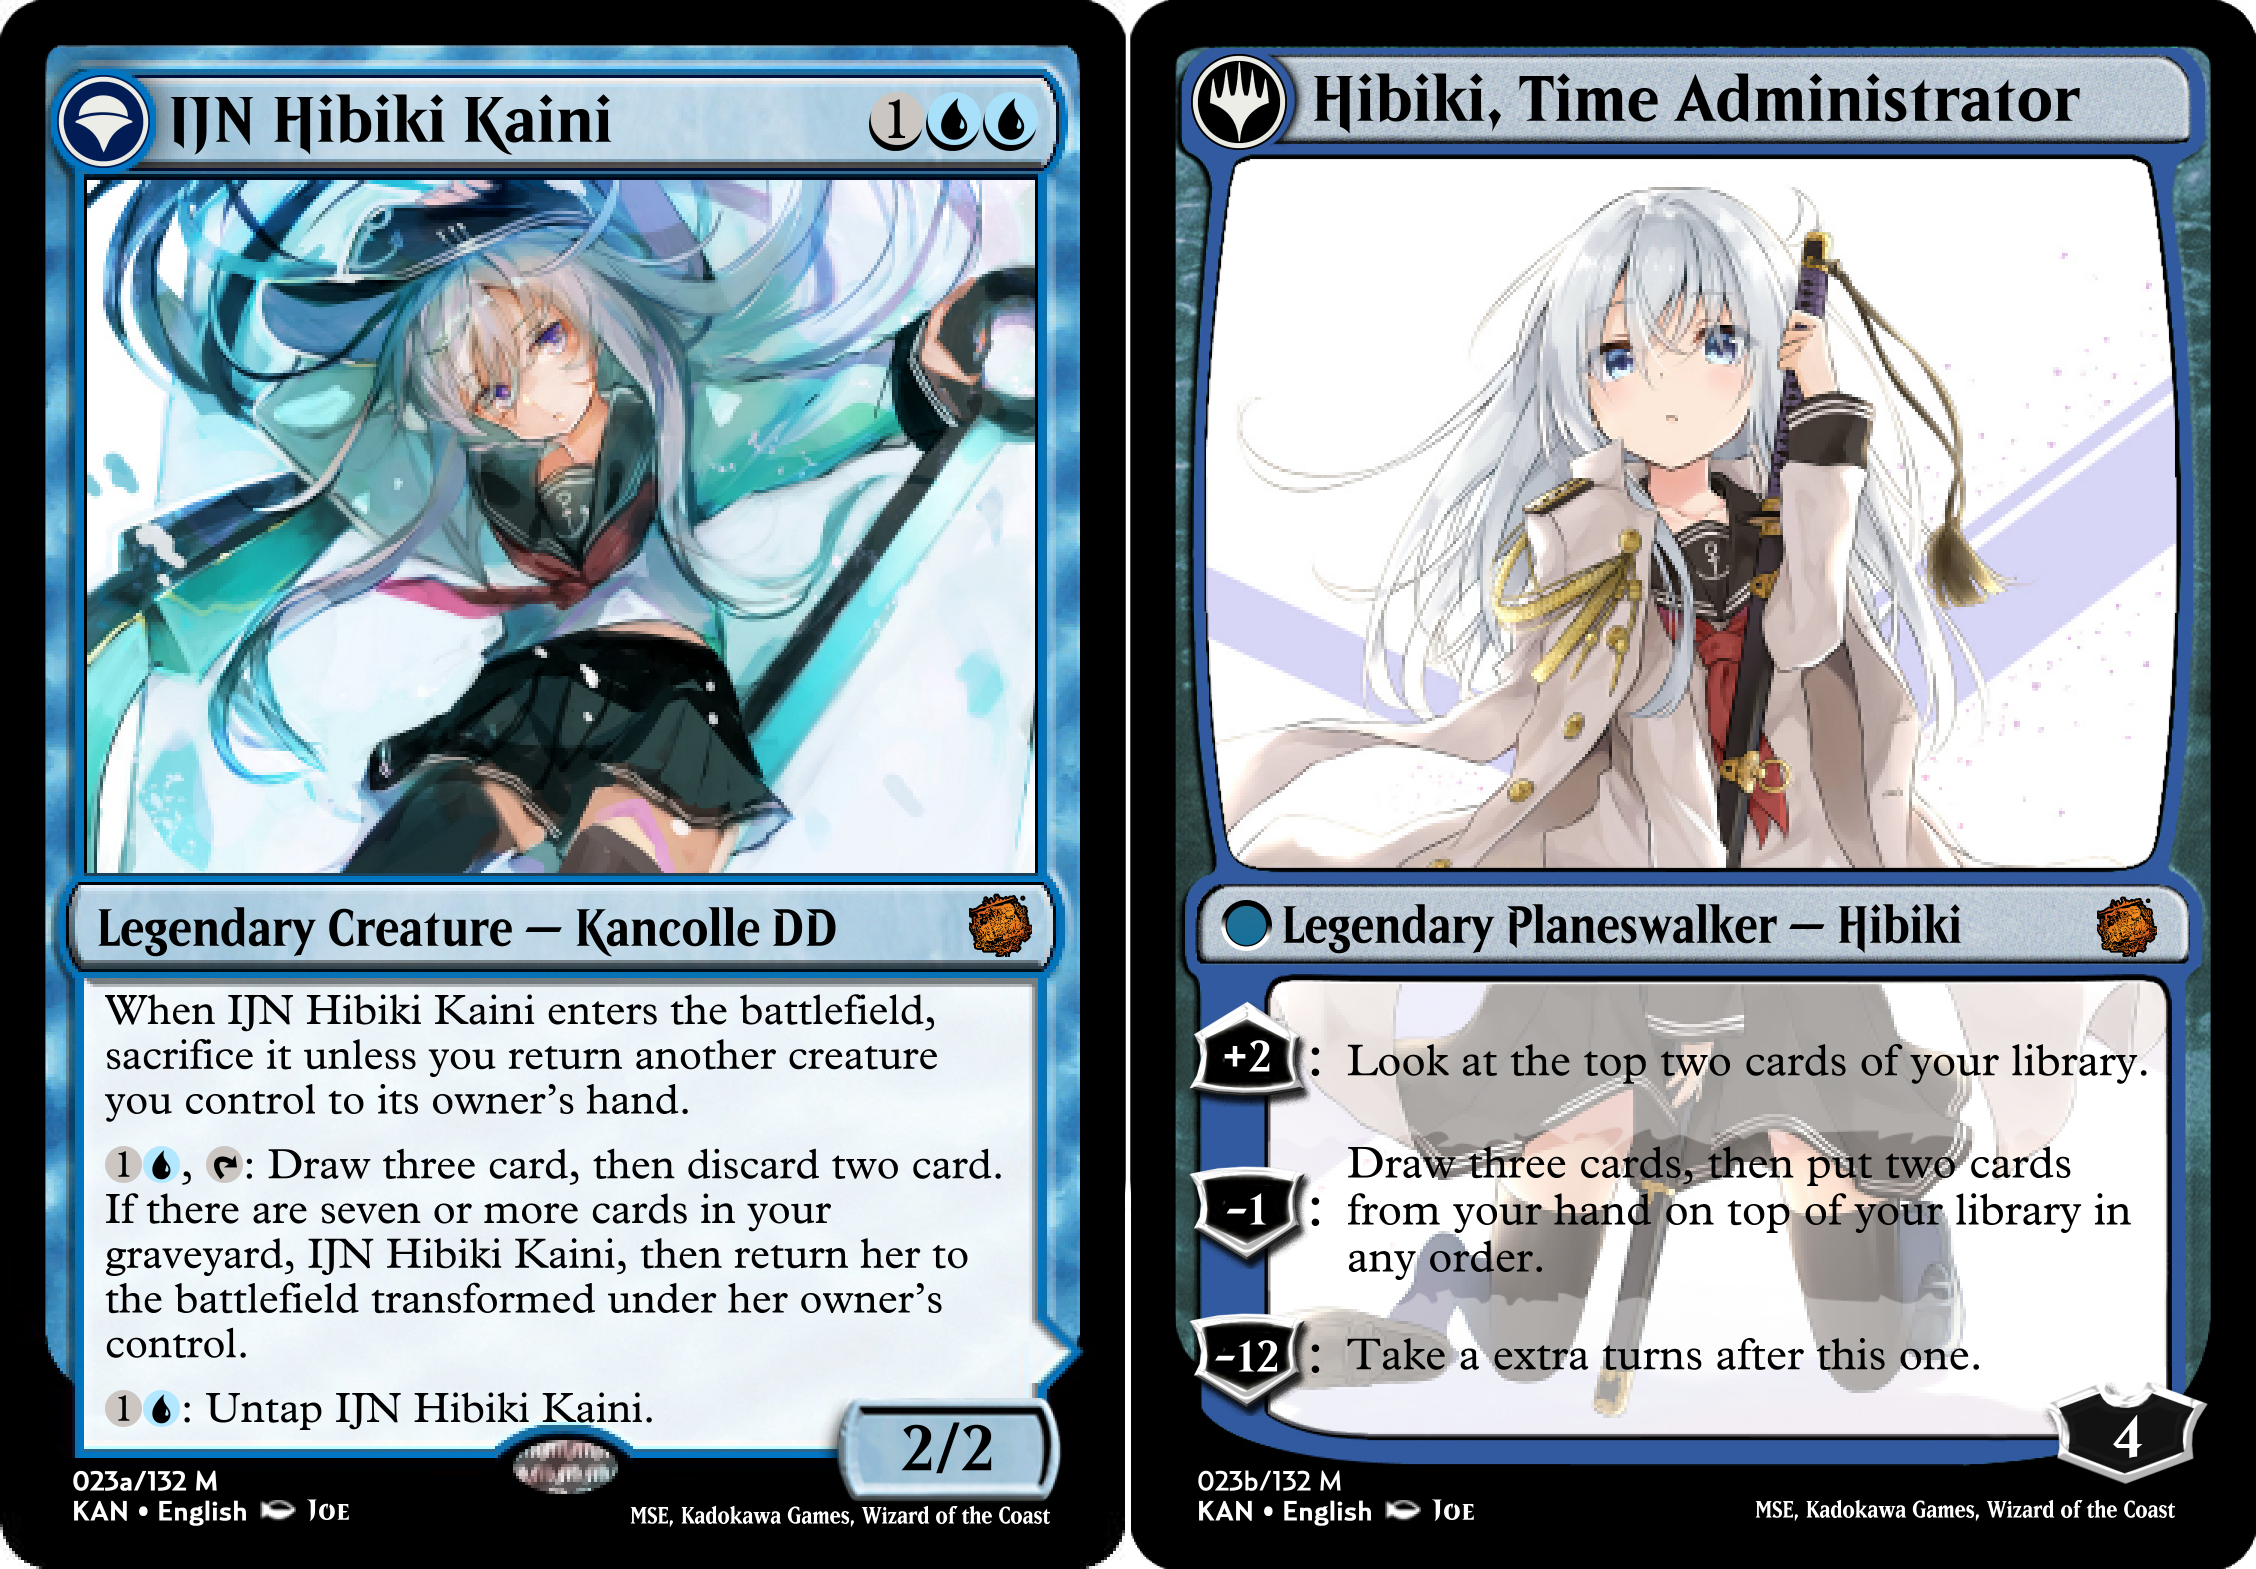 IJN Hibiki Kaini
1
Legendary Creature — Kancolle DD
When IJN Hibiki Kaini enters the battlefield,
sacrifice it unless you return another creature
you control to its owner's hand.
1 , : Draw three card, then discard two card.
If there are seven or more cards in your
graveyard, IJN Hibiki Kaini, then return her to
the battlefield transformed under her owner's
control.
1 : Untap IJN Hibiki Kaini.
2/2
023a/132 M
KAN • English JOE
MSE, Kadokawa Games, Wizard of the Coast
Hibiki, Time Administrator
Legendary Planeswalker — Hibiki
+2 : Look at the top two cards of your library.
Draw three cards, then put two cards
-1 : from your hand on top of your library in
any order.
-12 : Take a extra turns after this one.
4
023b/132 M
KAN • English JOE
MSE, Kadokawa Games, Wizard of the Coast